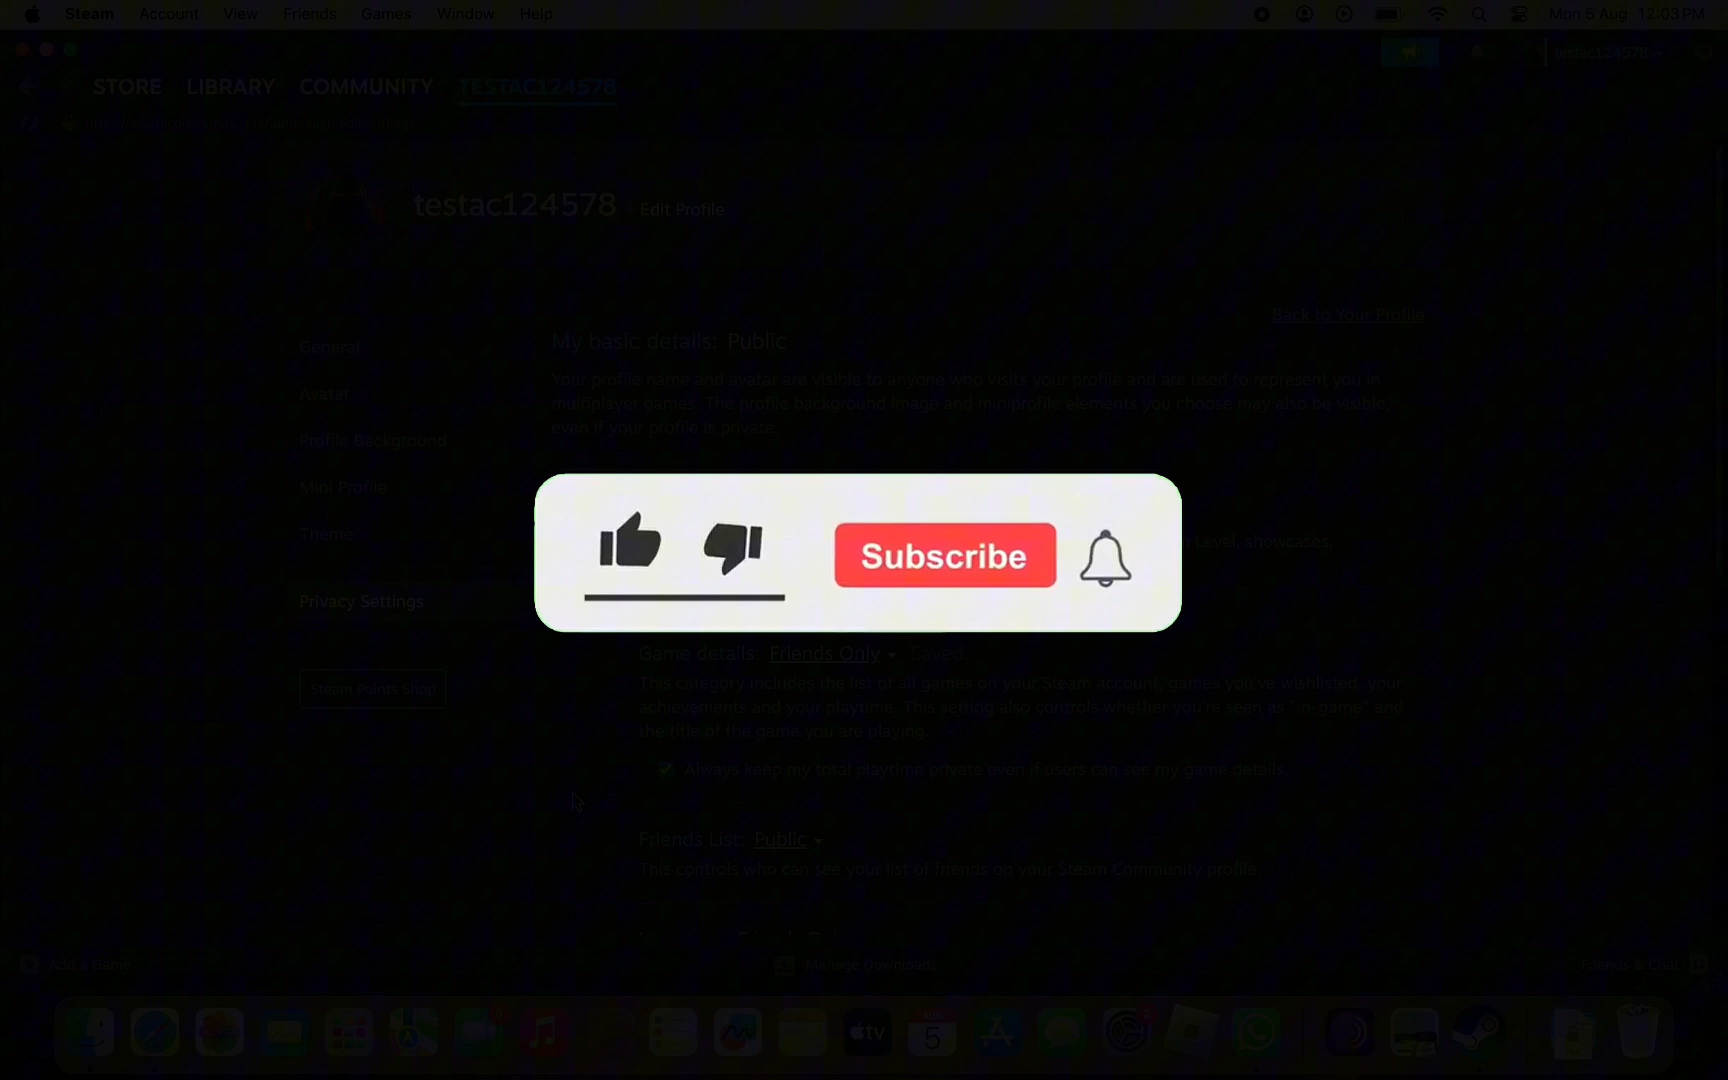 Steam Account View Friends Games Window Help Mon 5 Aug 12:03 PM
testac124578
STORE LIBRARY COMMUNITY TESTAC124578
testac124578 Edit Profile
Back to Your Profile
My basic details: Public
General
Your profile name and avatar are visible to anyone who visits your profile and are used to represent you in
Avatar
multiplayer games. The profile background image and miniprofile elements you choose may also be visible,
even if your profile is private.
Profile Background
Mini Profile
Theme
Level, showcases,
Subscribe
Privacy Settings
Game details: Friends Only Saved
This category includes the list of all games on your Steam account, games you've wishlisted, your
Steam Points Shop
achievements and your playtime. This setting also controls whether you're seen as "in-game" and
the title of the game you are playing.
Always keep my total playtime private even if users can see my game details.
Friends List: Public
This controls who can see your list of friends on your Steam Community profile.
Add a Game Manage Downloads Friends & Chat
tv
5